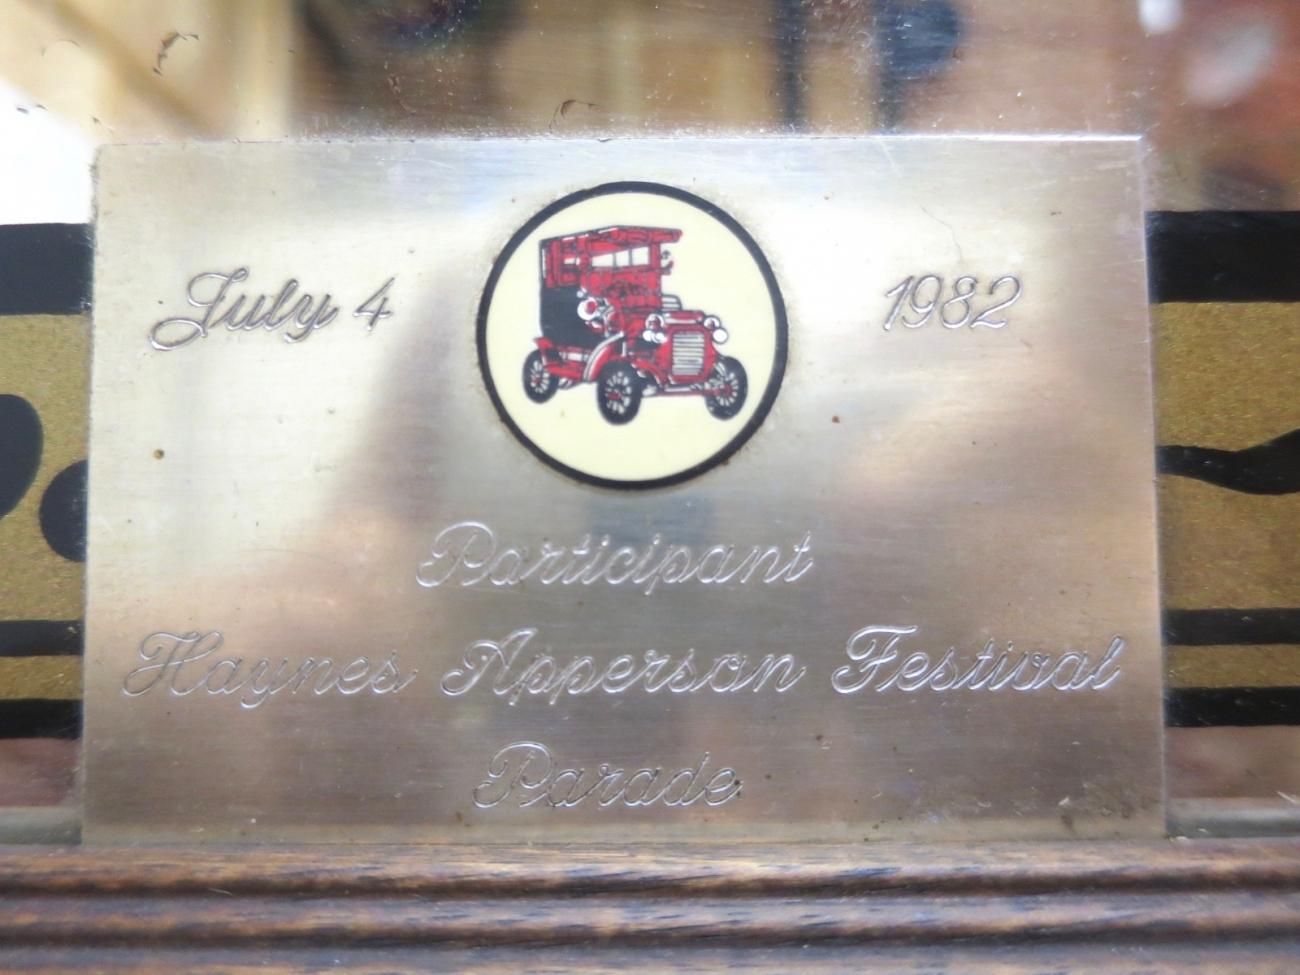 July 4 1982
Participant
Haynes Apperson Festival
Parade